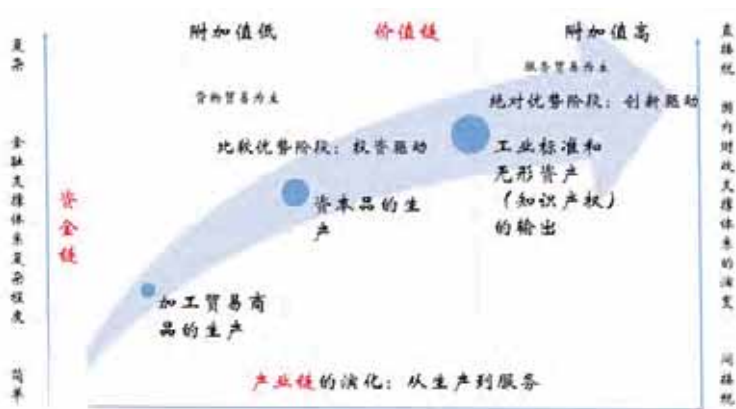 附加值低
价值链
附加值高
服务贸易为主
货物贸易为主
绝对优势阶段：创新驱动
比较优势阶段：投资驱动
工业标准和
无形资产
（知识产权）
的输出
资本品的生
产
加工贸易商
品的生产
产业链的演化：从生产到服务
资金链
复杂
金融支撑体系复杂程度
简单
直接税
国内财政支撑体系的演变
间接税